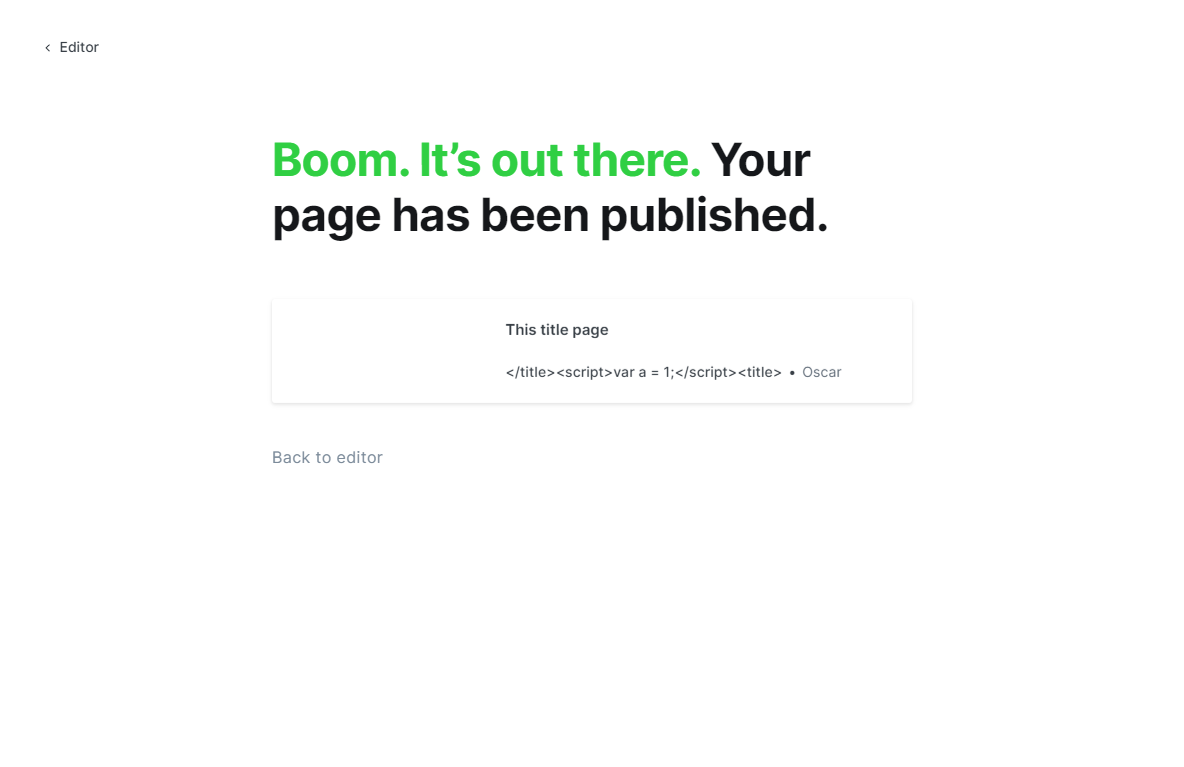 Editor
Boom. It’s out there. Your
page has been published.
This title page
</title><script>var a = 1;</script><title> • Oscar
Back to editor